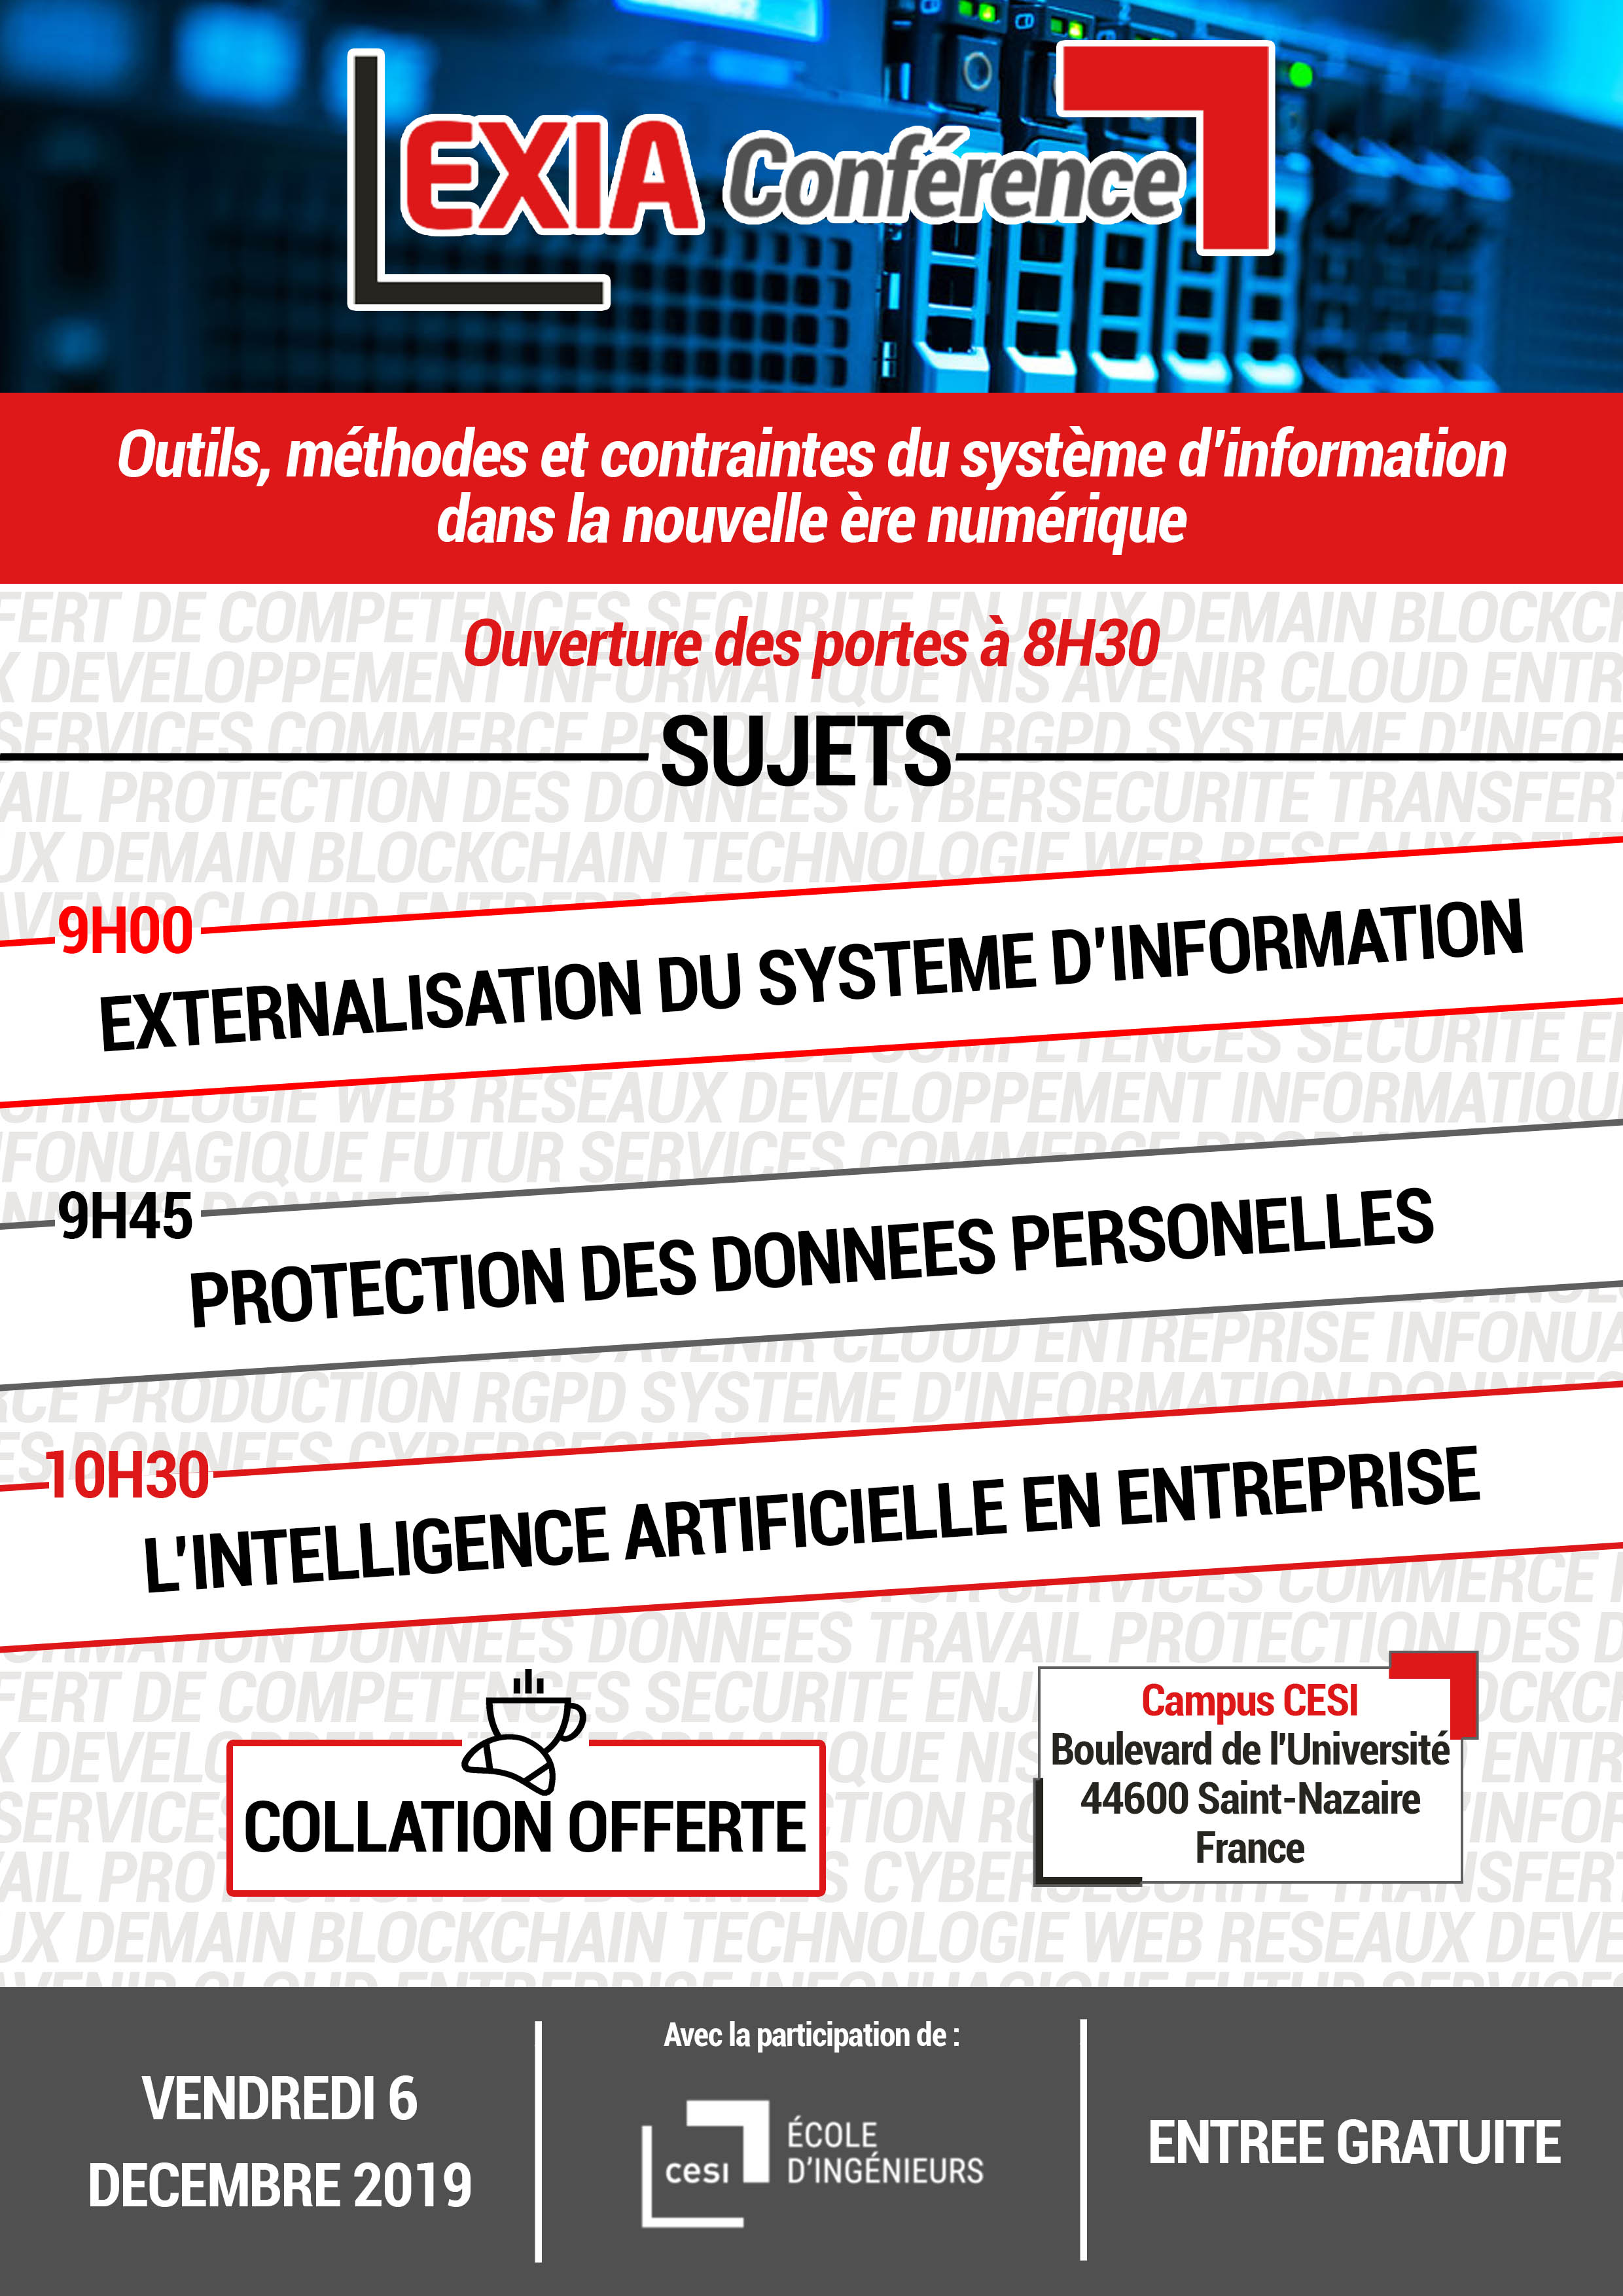 EXIA Conférence
Outils, méthodes et contraintes du système d'information
dans la nouvelle ère numérique
Ouverture des portes à 8H30
SUJETS
9H00
EXTERNALISATION DU SYSTEME D'INFORMATION
9H45
PROTECTION DES DONNEES PERSONELLES
10H30
L'INTELLIGENCE ARTIFICIELLE EN ENTREPRISE
COLLATION OFFERTE
Campus CESI
Boulevard de l'Université
44600 Saint-Nazaire
France
VENDREDI 6
DECEMBRE 2019
Avec la participation de :
cesi
ÉCOLE
D'INGÉNIEURS
ENTREE GRATUITE